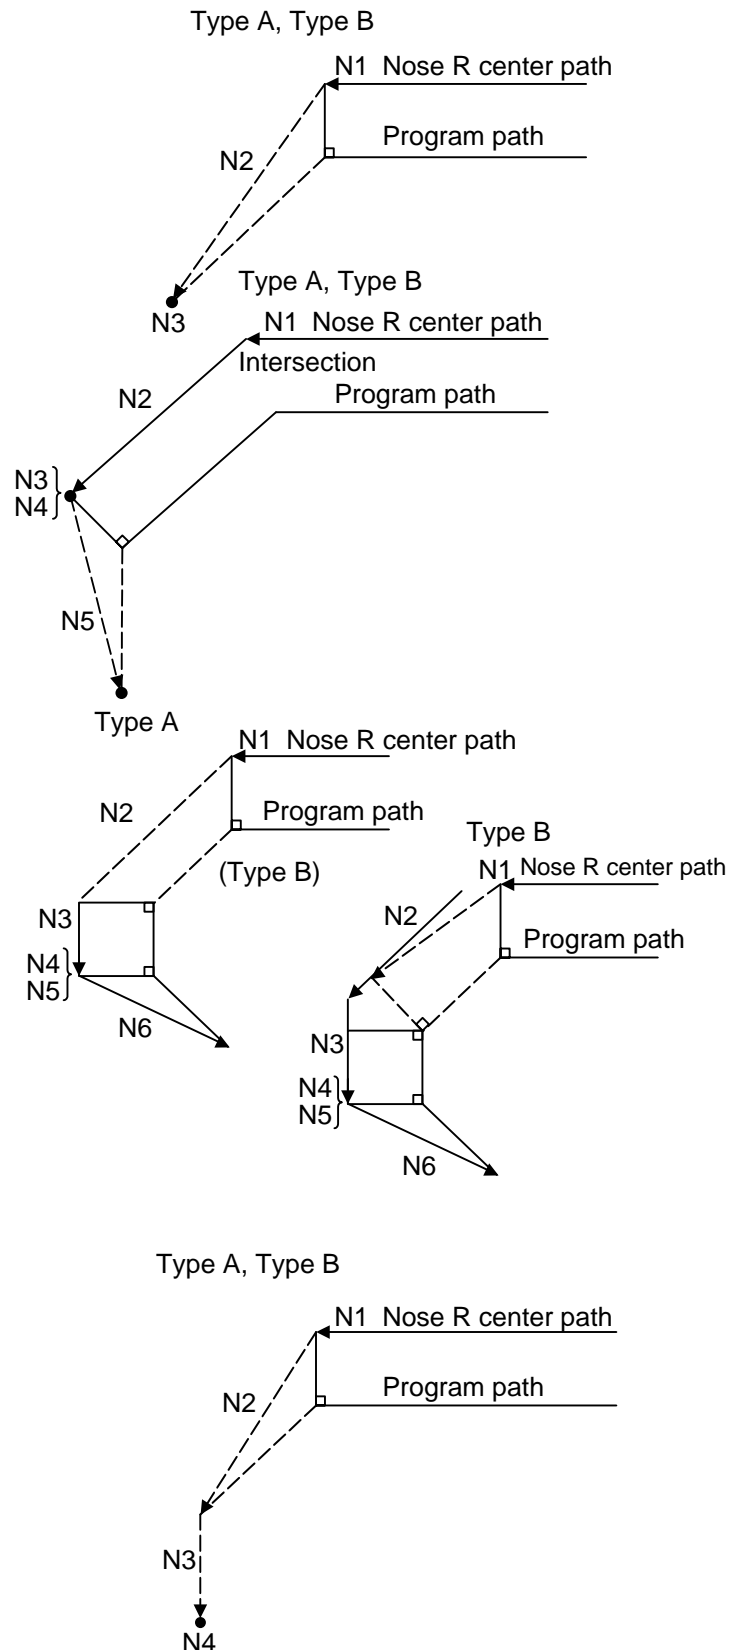 Type A, Type B
N1 Nose R center path
Program path
N2
N3
Type A, Type B
N1 Nose R center path
Intersection
Program path
N2
N3
N4
N5
Type A
N1 Nose R center path
N2
Program path
(Type B)
N3
N4
N5
N6
Type B
N1 Nose R center path
N2
Program path
N3
N4
N5
N6
Type A, Type B
N1 Nose R center path
Program path
N2
N3
N4